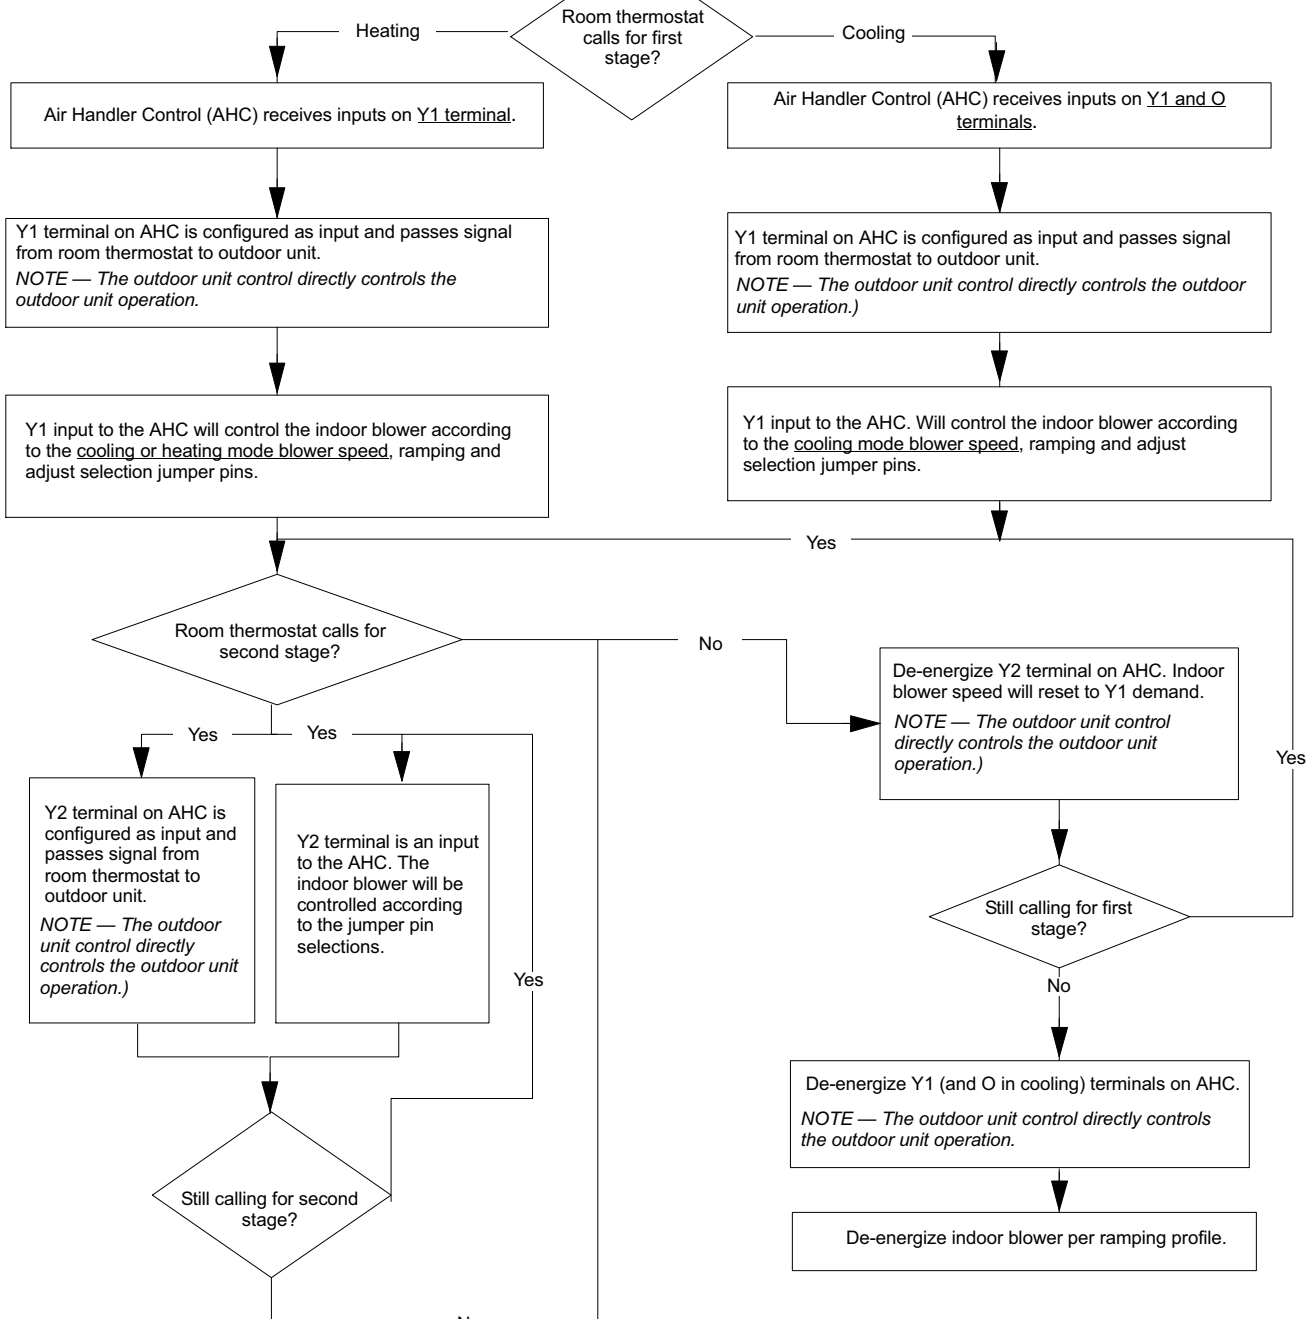 Room thermostat
calls for first
stage?
Heating
Cooling
Air Handler Control (AHC) receives inputs on Y1 terminal.
Air Handler Control (AHC) receives inputs on Y1 and O
terminals.
Y1 terminal on AHC is configured as input and passes signal
from room thermostat to outdoor unit.
NOTE — The outdoor unit control directly controls the
outdoor unit operation.
Y1 terminal on AHC is configured as input and passes signal
from room thermostat to outdoor unit.
NOTE — The outdoor unit control directly controls the outdoor
unit operation.)
Y1 input to the AHC will control the indoor blower according
to the cooling or heating mode blower speed, ramping and
adjust selection jumper pins.
Y1 input to the AHC. Will control the indoor blower according
to the cooling mode blower speed, ramping and adjust
selection jumper pins.
Yes
Room thermostat calls for
second stage?
No
De-energize Y2 terminal on AHC. Indoor
blower speed will reset to Y1 demand.
NOTE — The outdoor unit control
directly controls the outdoor unit
operation.)
Yes
Yes
Yes
Y2 terminal on AHC is
configured as input and
passes signal from
room thermostat to
outdoor unit.
NOTE — The outdoor
unit control directly
controls the outdoor unit
operation.)
Y2 terminal is an input
to the AHC. The
indoor blower will be
controlled according
to the jumper pin
selections.
Yes
Still calling for first
stage?
No
De-energize Y1 (and O in cooling) terminals on AHC.
NOTE — The outdoor unit control directly controls
the outdoor unit operation.
Still calling for second
stage?
De-energize indoor blower per ramping profile.